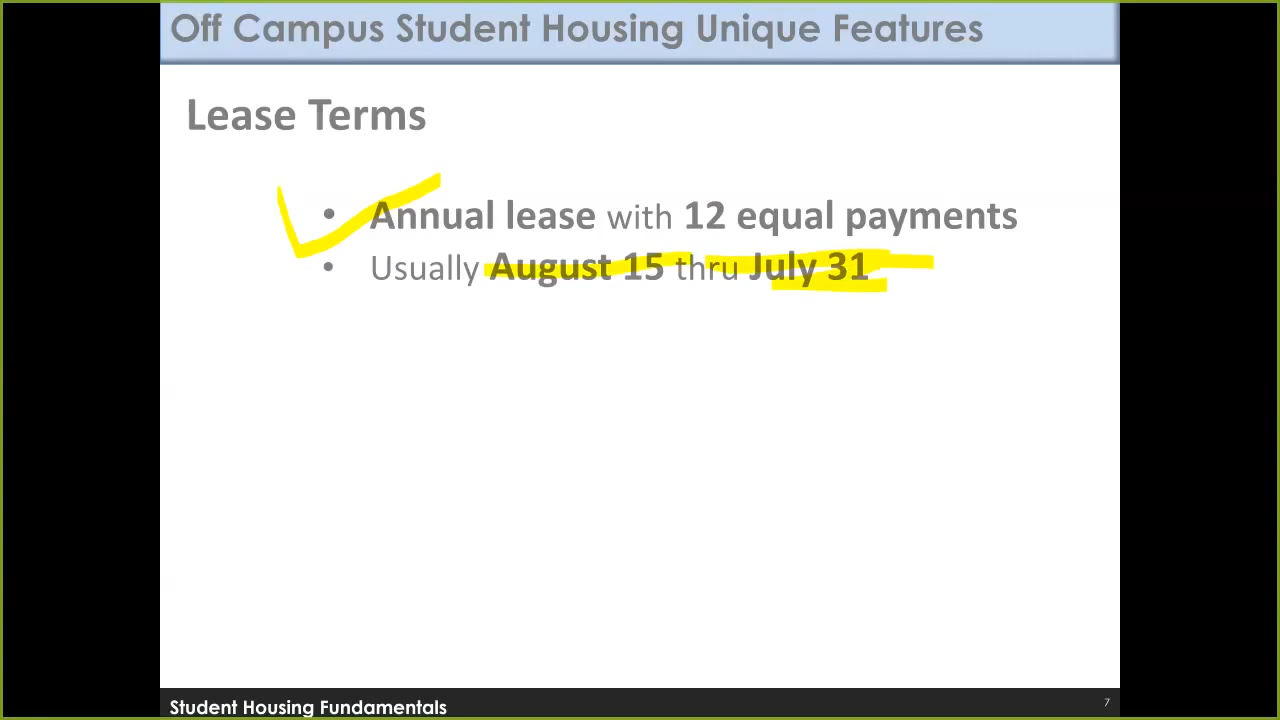 Off Campus Student Housing Unique Features
Lease Terms
• Annual lease with 12 equal payments
• Usually August 15 thru July 31
Student Housing Fundamentals
7